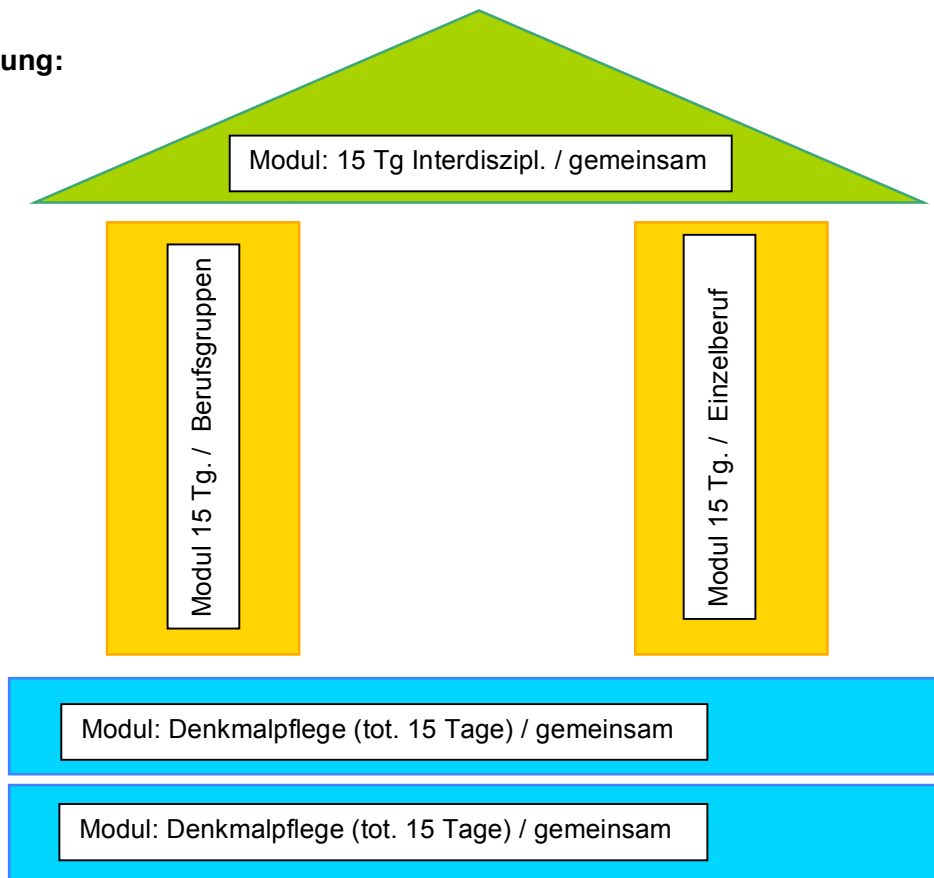 ung:
Modul: 15 Tg Interdiszipl. / gemeinsam
Modul 15 Tg. / Berufsgruppen
Modul 15 Tg. / Einzelberuf
Modul: Denkmalpflege (tot. 15 Tage) / gemeinsam
Modul: Denkmalpflege (tot. 15 Tage) / gemeinsam